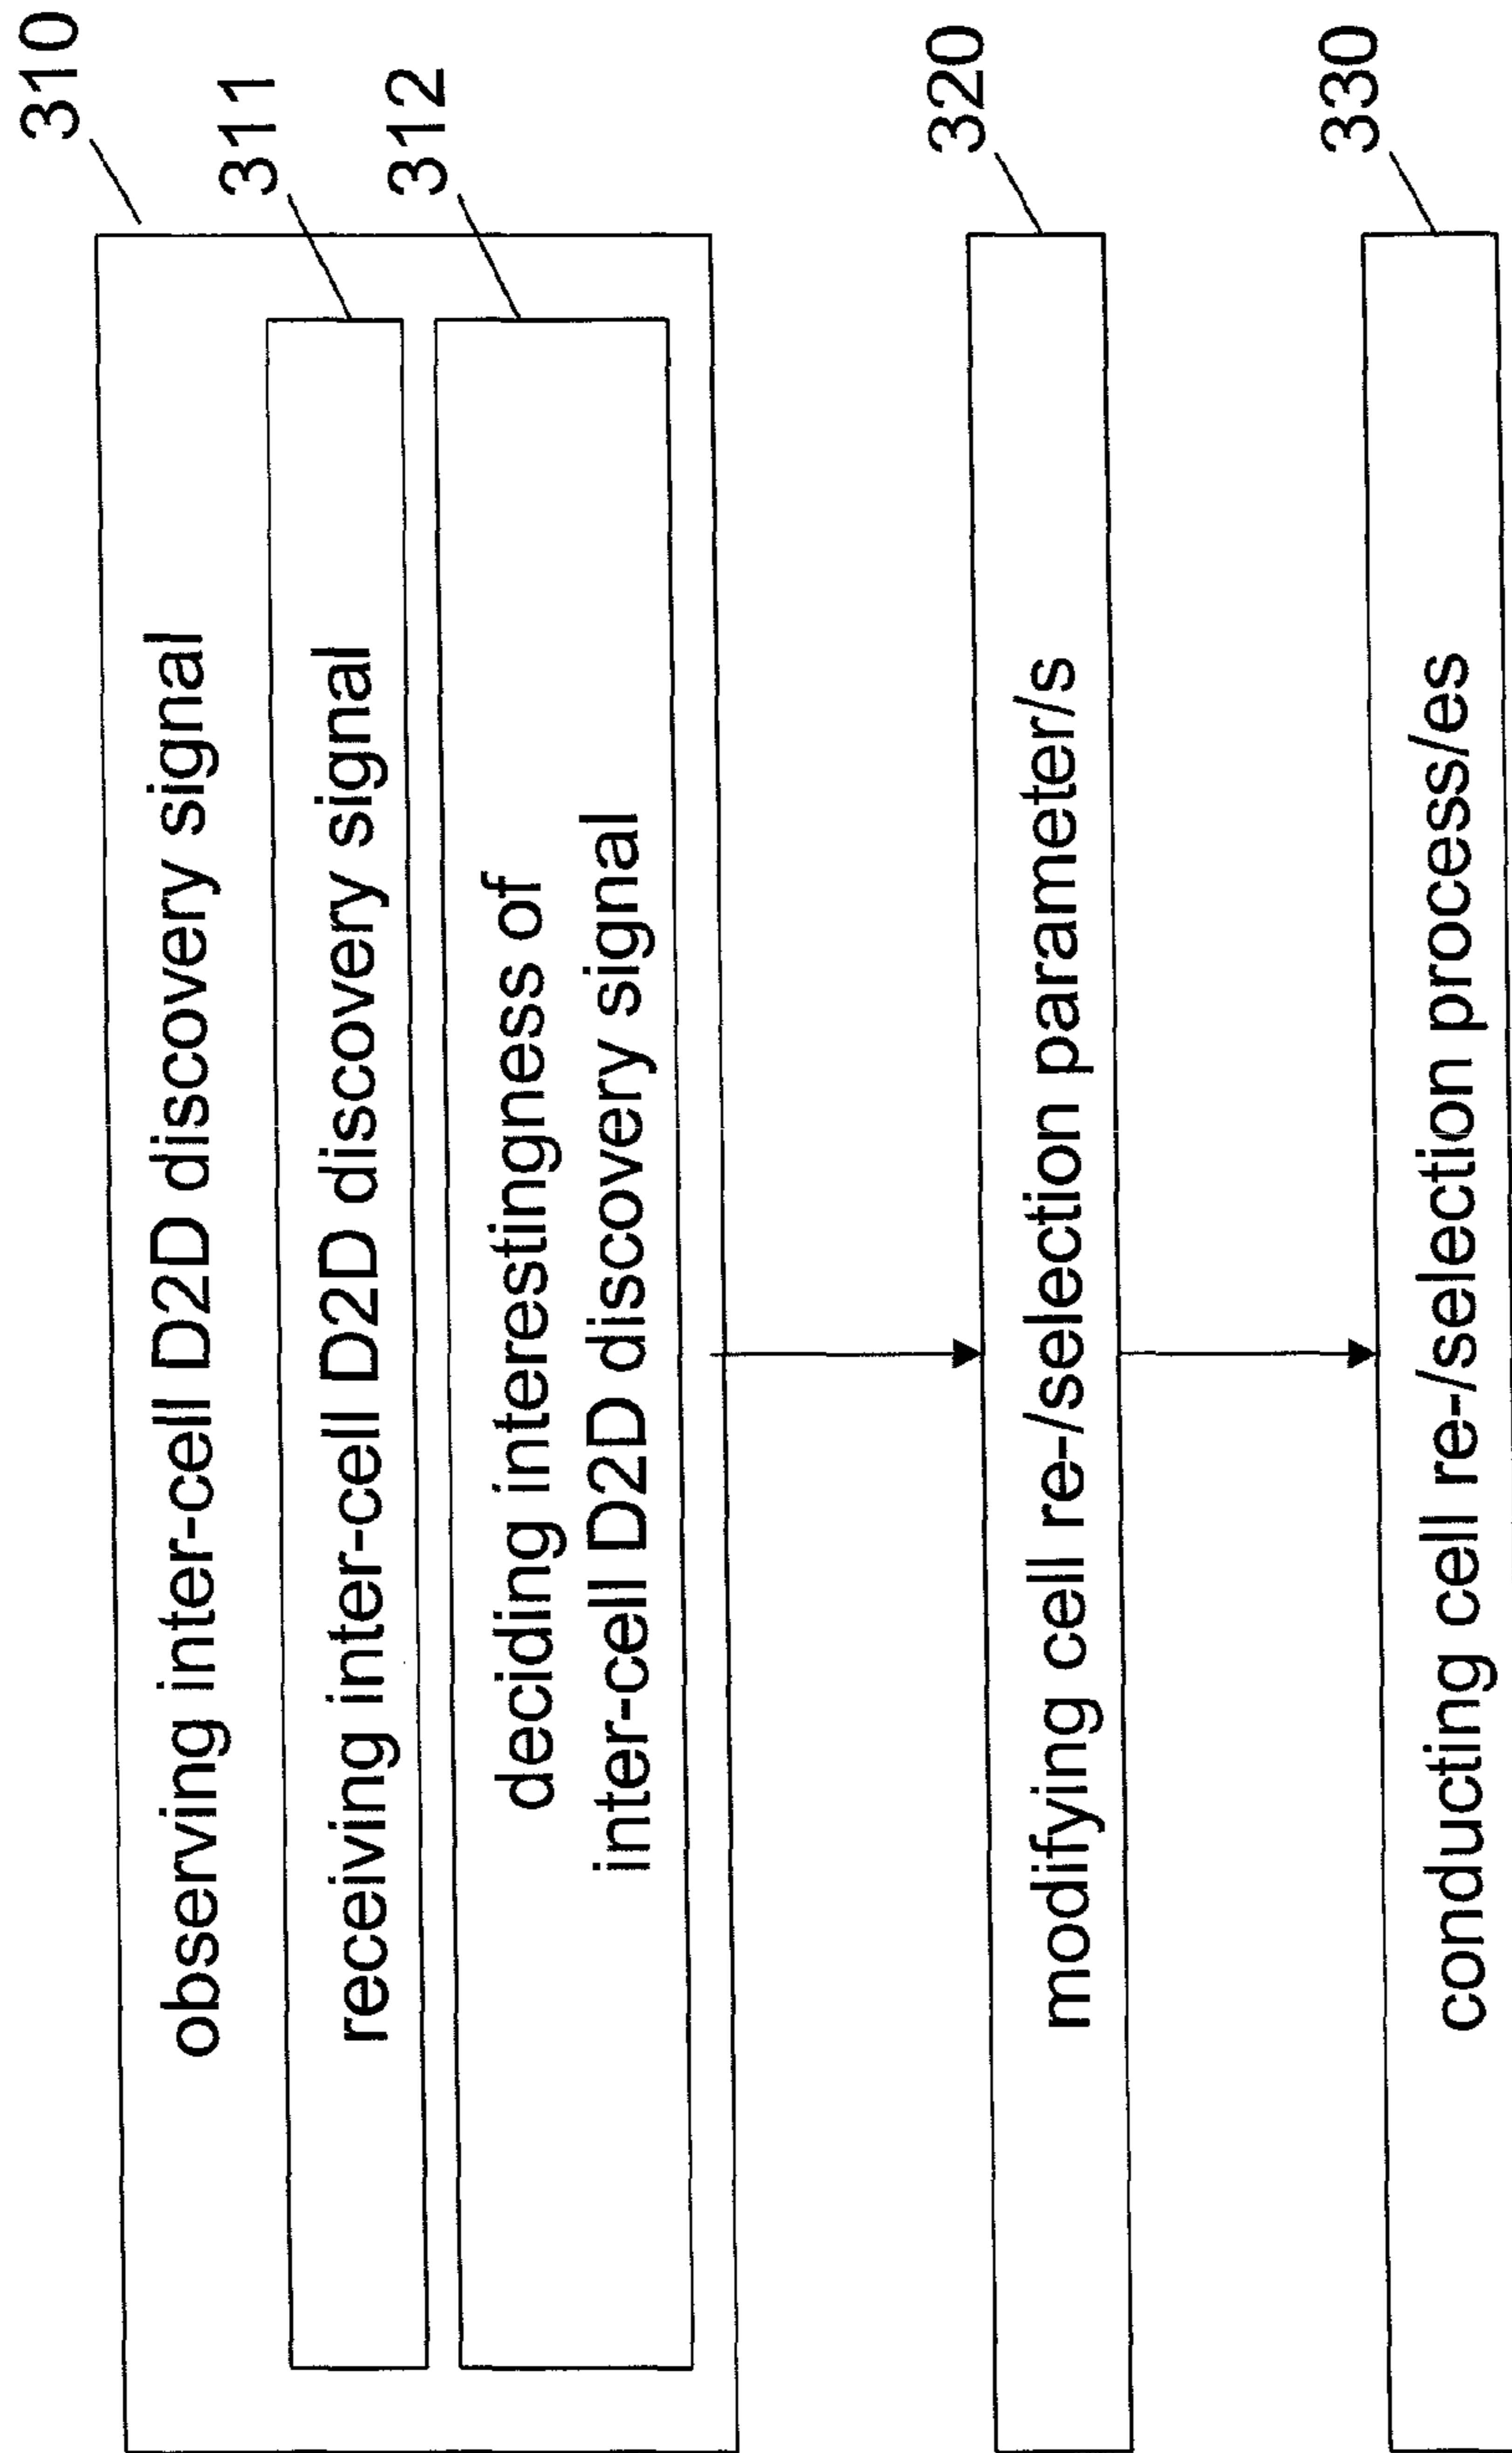 310
observing inter-cell D2D discovery signal
311
receiving inter-cell D2D discovery signal
312
deciding interestingness of
inter-cell D2D discovery signal
320
modifying cell re-/selection parameter/s
330
conducting cell re-/selection process/es